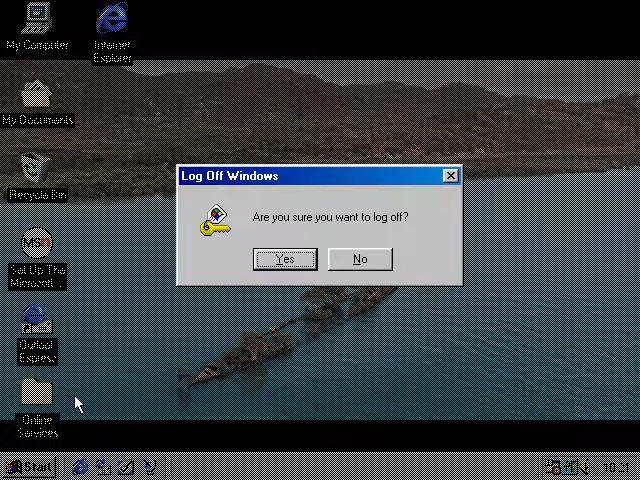 My Computer
Internet
Explorer
My Documents
Recycle Bin
MS
Set Up The
Microsoft ...
Outlook
Express
Online
Services
Log Off Windows
Are you sure you want to log off?
Yes
No
Start